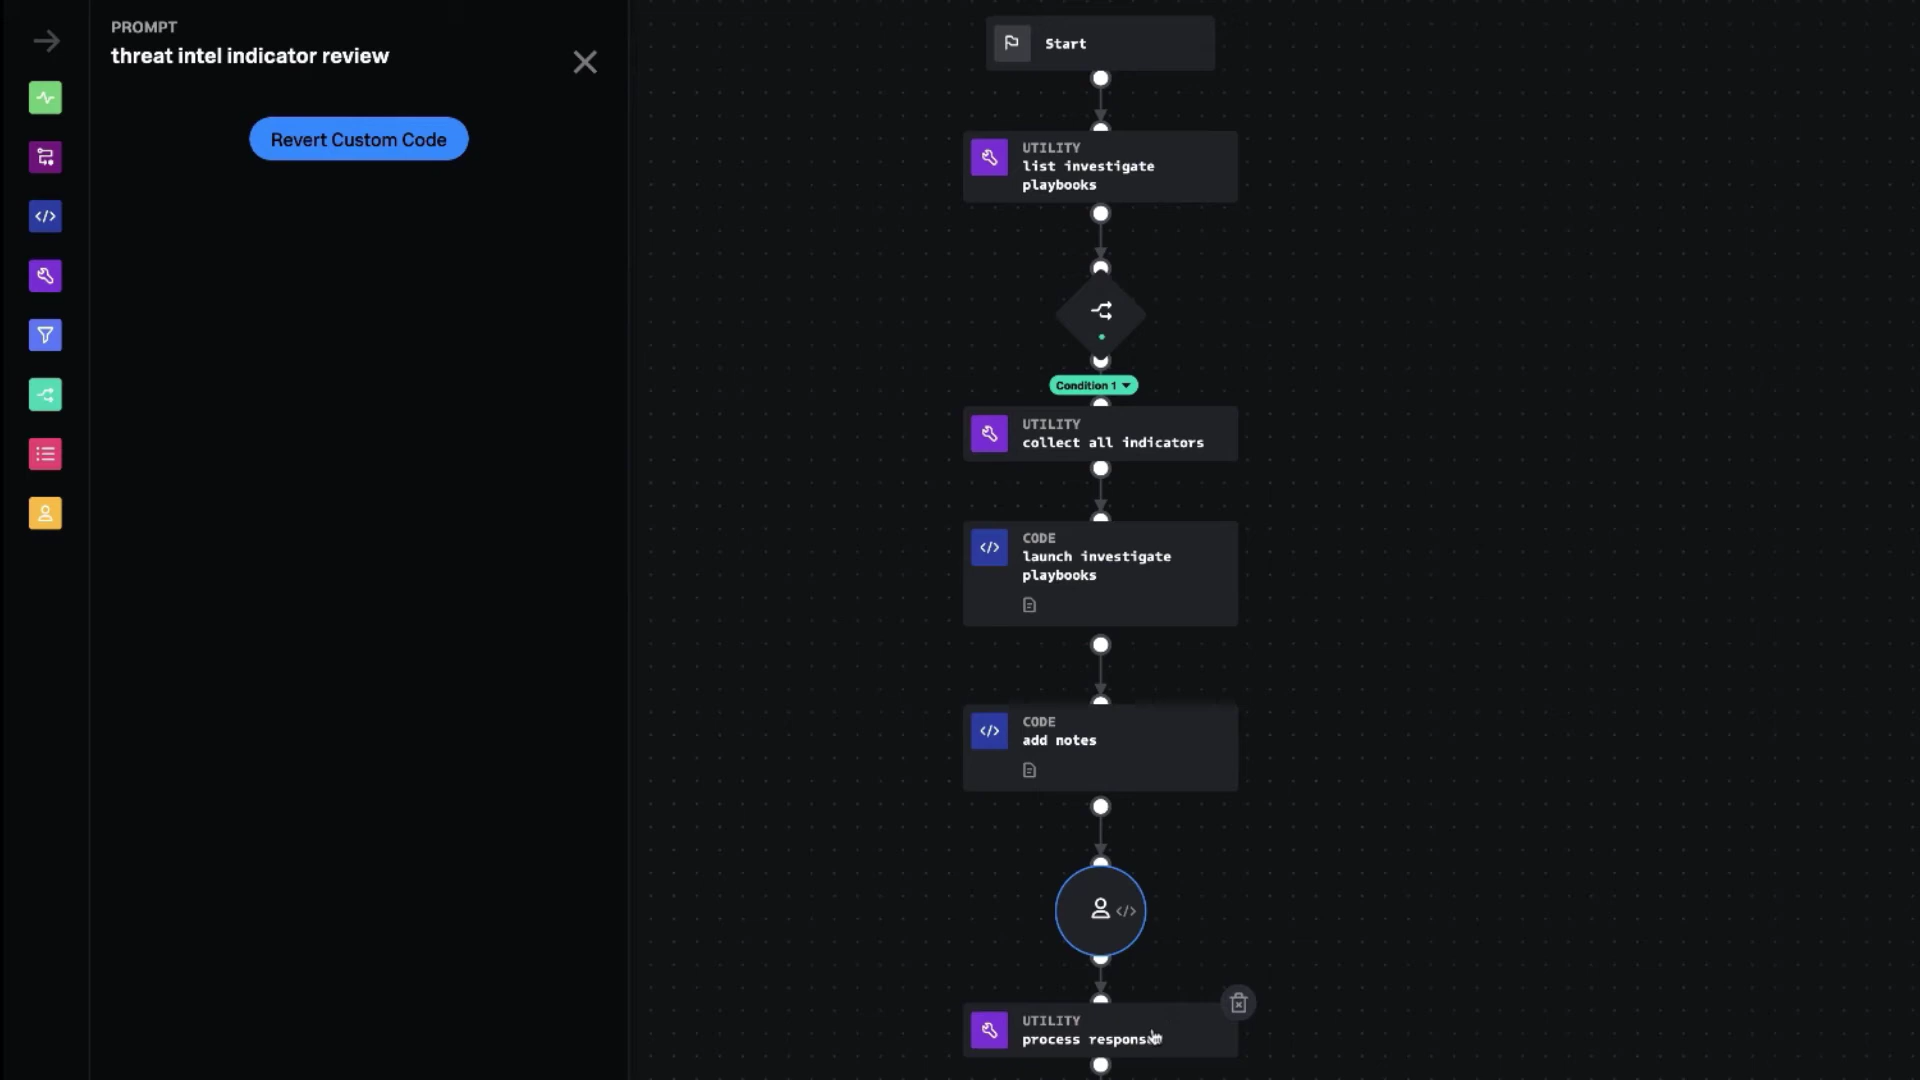 PROMPT
threat intel indicator review
Revert Custom Code
Start
UTILITY
list investigate
playbooks
Condition 1
UTILITY
collect all indicators
CODE
launch investigate
playbooks
CODE
add notes
UTILITY
process response